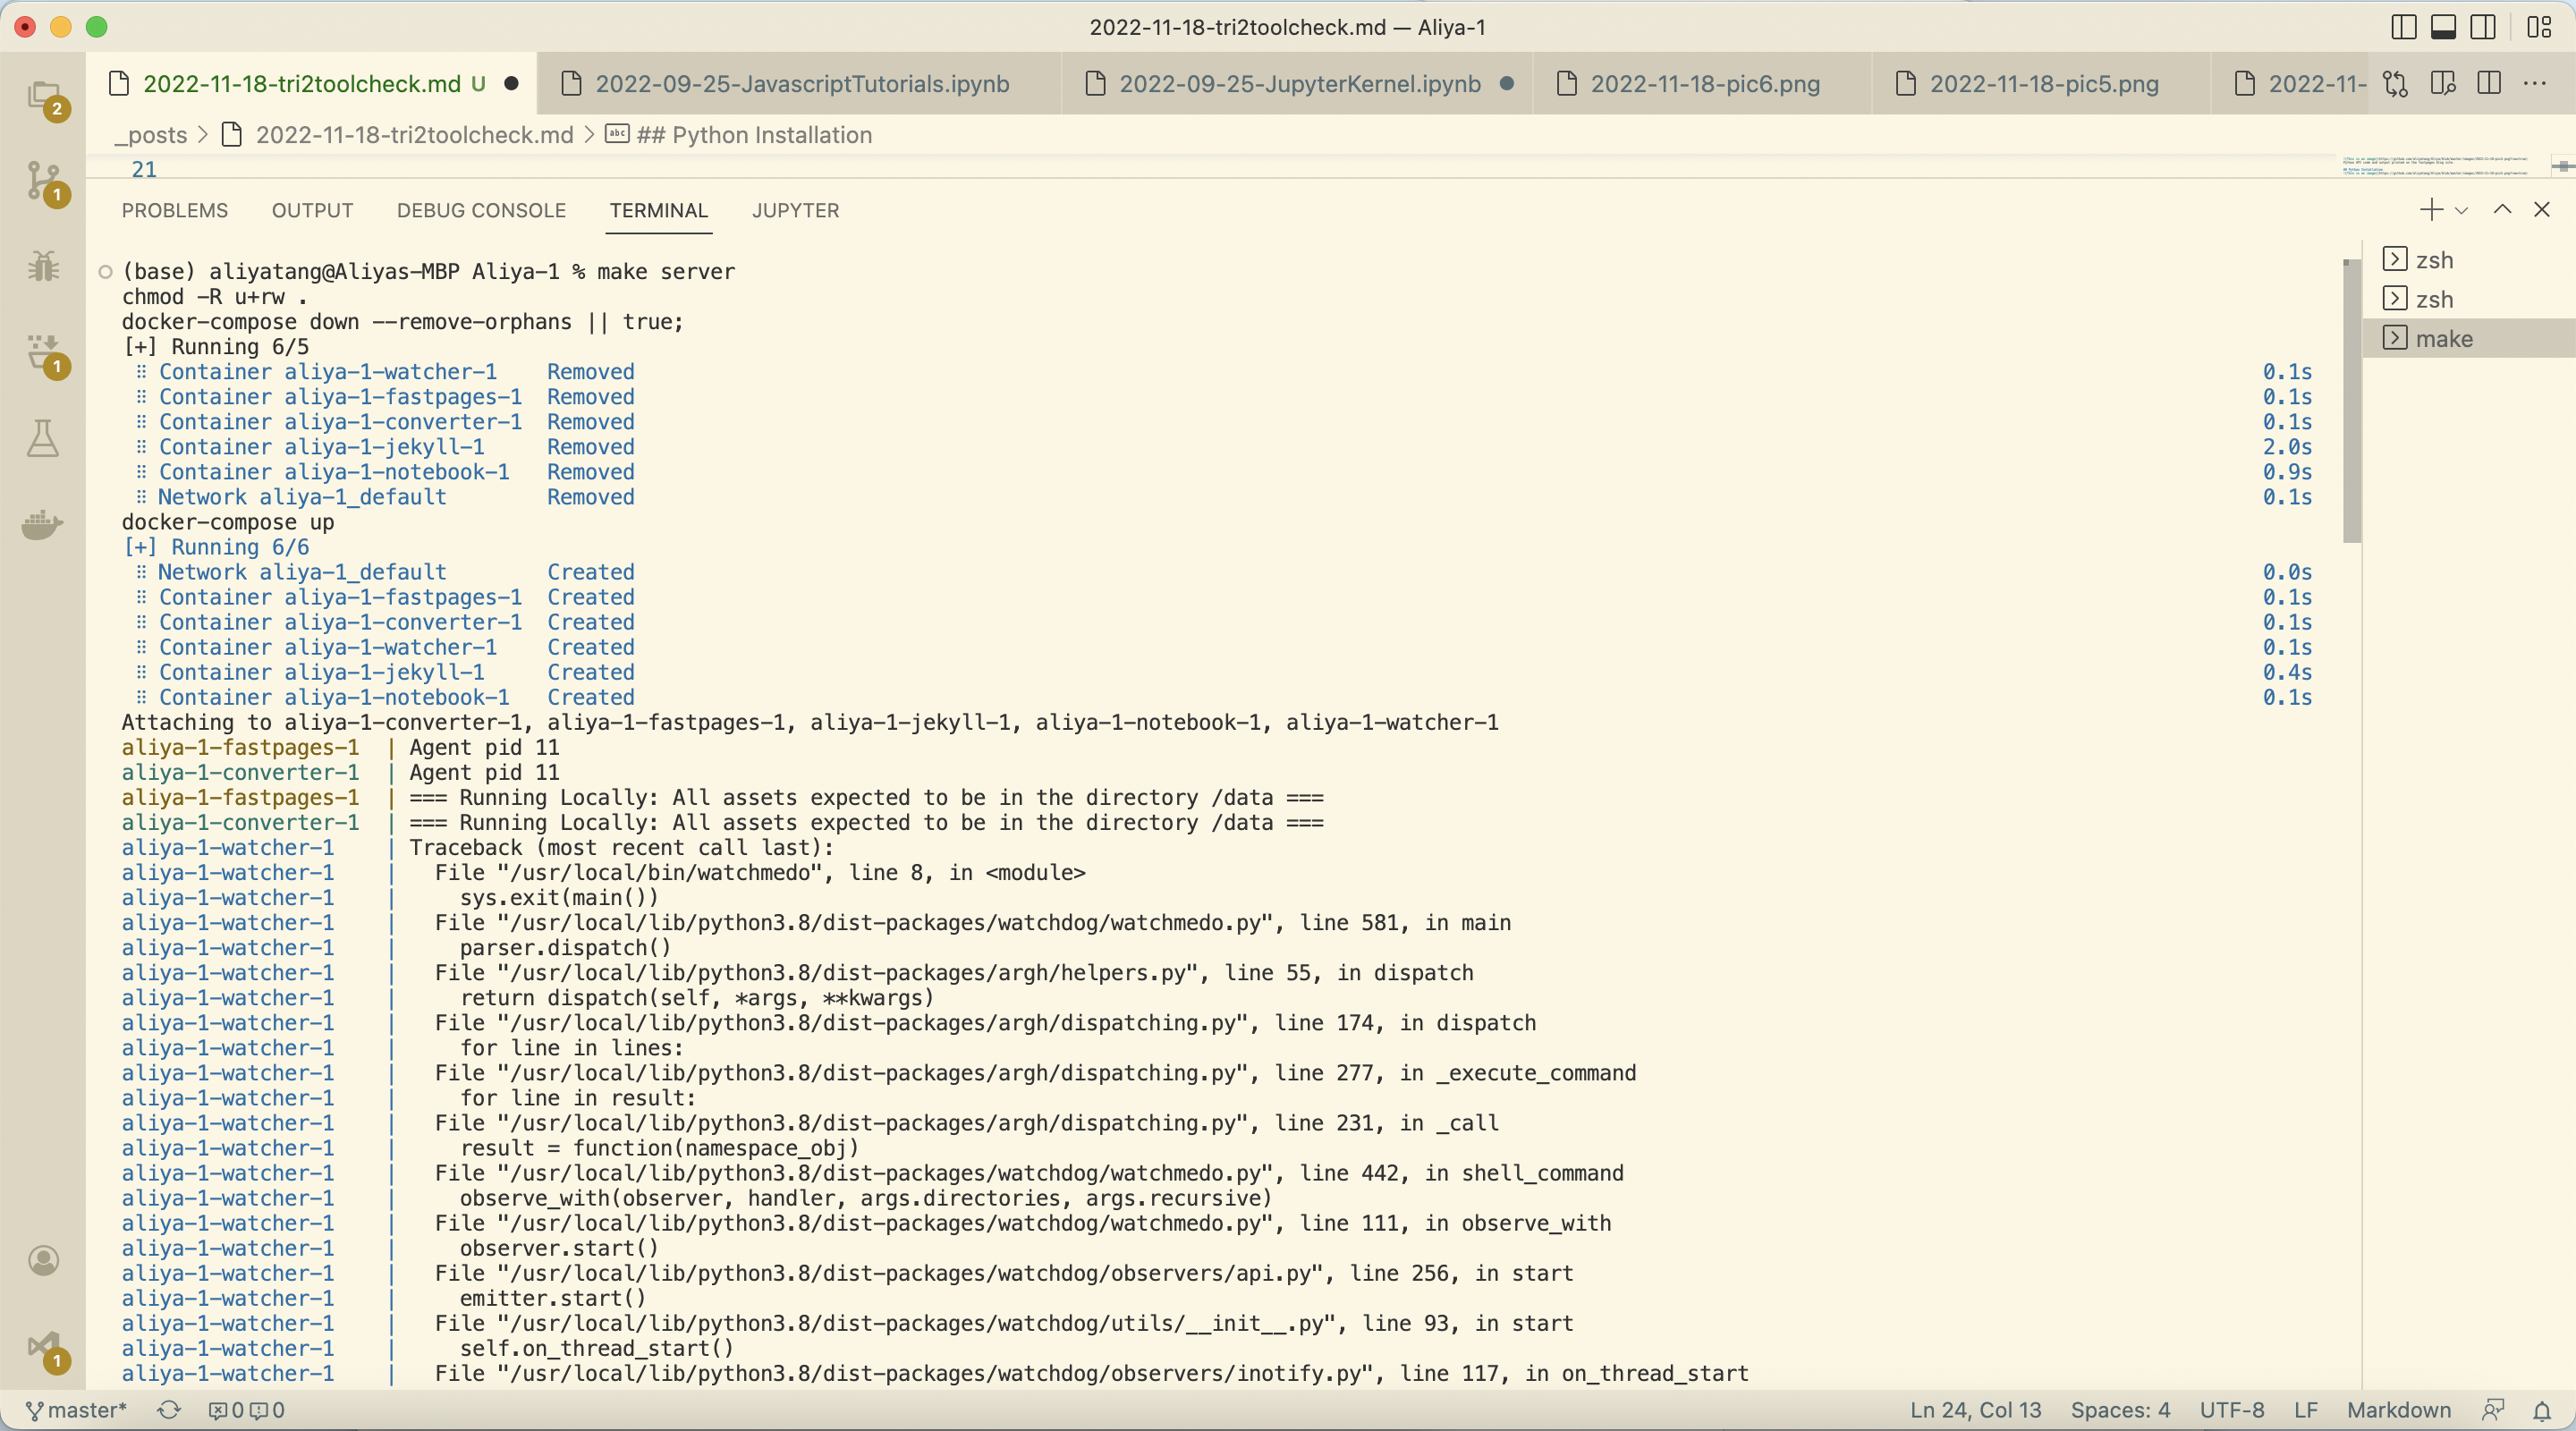 2022-11-18-tri2toolcheck.md — Aliya-1
2022-11-18-tri2toolcheck.md U
2022-09-25-JavascriptTutorials.ipynb
2022-09-25-JupyterKernel.ipynb
2022-11-18-pic6.png
2022-11-18-pic5.png
2022-11-
_posts > 2022-11-18-tri2toolcheck.md > abc ## Python Installation
21
PROBLEMS OUTPUT DEBUG CONSOLE TERMINAL JUPYTER
(base) aliyatang@Aliyas-MBP Aliya-1 % make server
chmod -R u+rw .
docker-compose down --remove-orphans || true;
[+] Running 6/5
⠿ Container aliya-1-watcher-1 Removed 0.1s
⠿ Container aliya-1-fastpages-1 Removed 0.1s
⠿ Container aliya-1-converter-1 Removed 0.1s
⠿ Container aliya-1-jekyll-1 Removed 2.0s
⠿ Container aliya-1-notebook-1 Removed 0.9s
⠿ Network aliya-1_default Removed 0.1s
docker-compose up
[+] Running 6/6
⠿ Network aliya-1_default Created 0.0s
⠿ Container aliya-1-fastpages-1 Created 0.1s
⠿ Container aliya-1-converter-1 Created 0.1s
⠿ Container aliya-1-watcher-1 Created 0.1s
⠿ Container aliya-1-jekyll-1 Created 0.4s
⠿ Container aliya-1-notebook-1 Created 0.1s
Attaching to aliya-1-converter-1, aliya-1-fastpages-1, aliya-1-jekyll-1, aliya-1-notebook-1, aliya-1-watcher-1
aliya-1-fastpages-1 | Agent pid 11
aliya-1-converter-1 | Agent pid 11
aliya-1-fastpages-1 | === Running Locally: All assets expected to be in the directory /data ===
aliya-1-converter-1 | === Running Locally: All assets expected to be in the directory /data ===
aliya-1-watcher-1 | Traceback (most recent call last):
aliya-1-watcher-1 | File "/usr/local/bin/watchmedo", line 8, in <module>
aliya-1-watcher-1 | sys.exit(main())
aliya-1-watcher-1 | File "/usr/local/lib/python3.8/dist-packages/watchdog/watchmedo.py", line 581, in main
aliya-1-watcher-1 | parser.dispatch()
aliya-1-watcher-1 | File "/usr/local/lib/python3.8/dist-packages/argh/helpers.py", line 55, in dispatch
aliya-1-watcher-1 | return dispatch(self, *args, **kwargs)
aliya-1-watcher-1 | File "/usr/local/lib/python3.8/dist-packages/argh/dispatching.py", line 174, in dispatch
aliya-1-watcher-1 | for line in lines:
aliya-1-watcher-1 | File "/usr/local/lib/python3.8/dist-packages/argh/dispatching.py", line 277, in _execute_command
aliya-1-watcher-1 | for line in result:
aliya-1-watcher-1 | File "/usr/local/lib/python3.8/dist-packages/argh/dispatching.py", line 231, in _call
aliya-1-watcher-1 | result = function(namespace_obj)
aliya-1-watcher-1 | File "/usr/local/lib/python3.8/dist-packages/watchdog/watchmedo.py", line 442, in shell_command
aliya-1-watcher-1 | observe_with(observer, handler, args.directories, args.recursive)
aliya-1-watcher-1 | File "/usr/local/lib/python3.8/dist-packages/watchdog/watchmedo.py", line 111, in observe_with
aliya-1-watcher-1 | observer.start()
aliya-1-watcher-1 | File "/usr/local/lib/python3.8/dist-packages/watchdog/observers/api.py", line 256, in start
aliya-1-watcher-1 | emitter.start()
aliya-1-watcher-1 | File "/usr/local/lib/python3.8/dist-packages/watchdog/utils/__init__.py", line 93, in start
aliya-1-watcher-1 | self.on_thread_start()
aliya-1-watcher-1 | File "/usr/local/lib/python3.8/dist-packages/watchdog/observers/inotify.py", line 117, in on_thread_start
zsh
zsh
make
2
1
1
1
master* 0 0 Ln 24, Col 13 Spaces: 4 UTF-8 LF Markdown